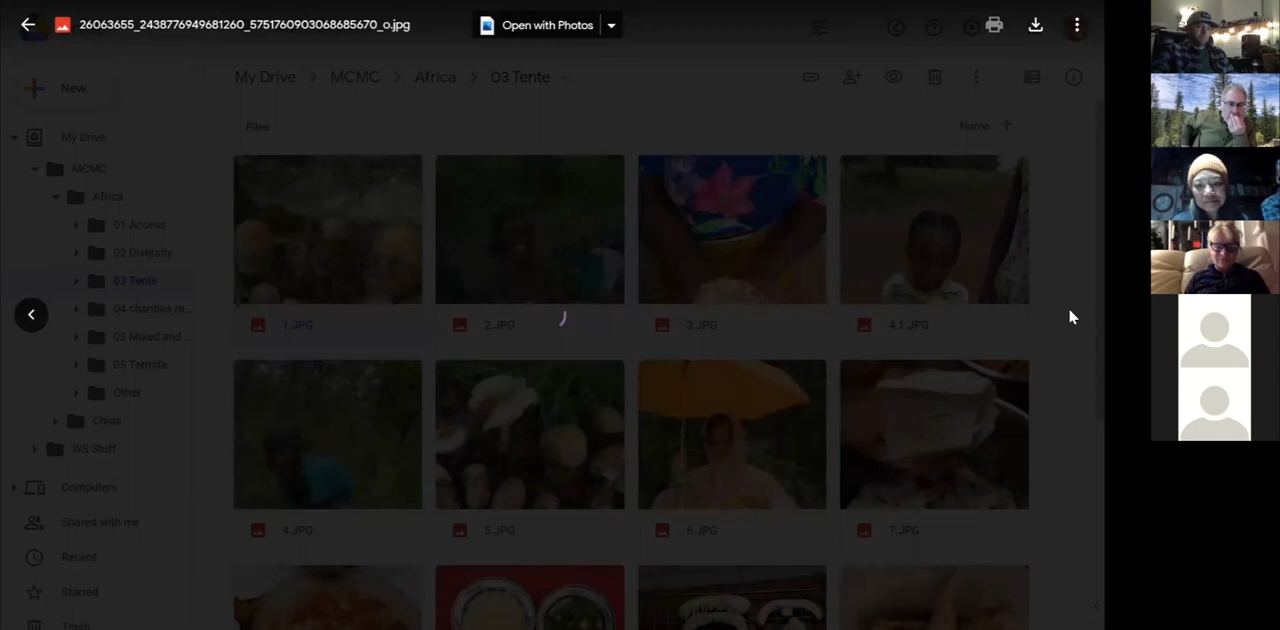 26063655_2438776949681260_5751760903068685670_o.jpg
Open with Photos
My Drive > MCMC > Africa > 03 Tente
New
Files
Name
My Drive
MCMC
Africa
01 Access
02 Diversity
03 Tente
04 chanties m...
05 Mixed and ...
05 Termite
Other
China
WS Stuff
Computers
Shared with me
Recent
Starred
Trash
1.JPG
2.JPG
3.JPG
4.1.JPG
4.JPG
5.JPG
6.JPG
7.JPG